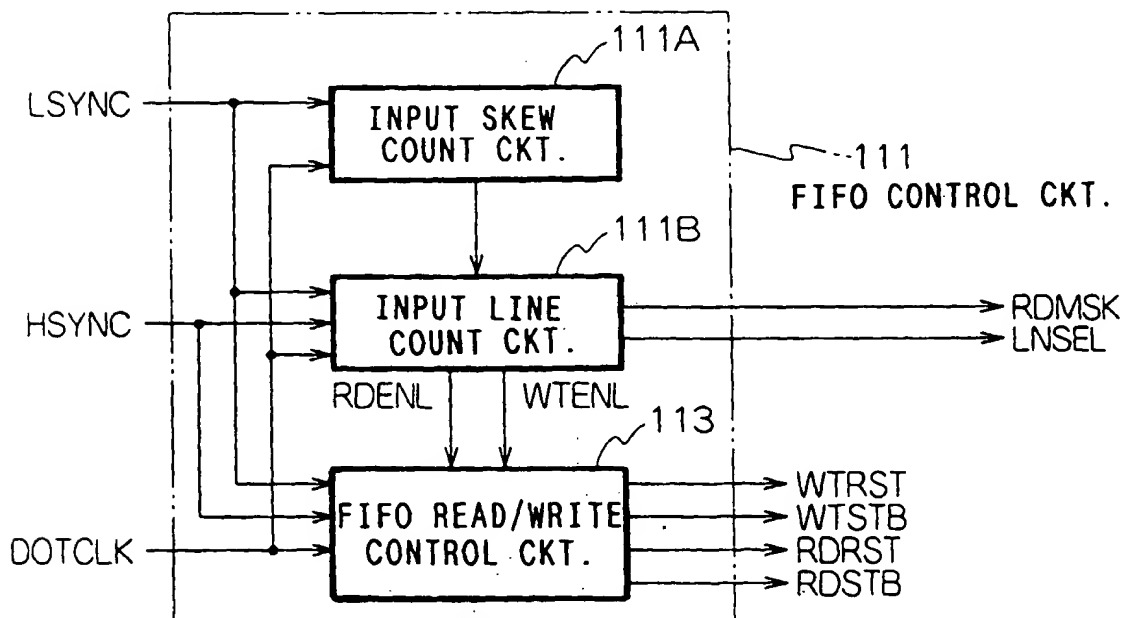 111A
LSYNC
INPUT SKEW
COUNT CKT.
111
FIFO CONTROL CKT.
111B
HSYNC
INPUT LINE
COUNT CKT.
RDMSK
LNSEL
RDENL
WTENL
113
DOTCLK
FIFO READ/WRITE
CONTROL CKT.
WTRST
WTSTB
RDRST
RDSTB